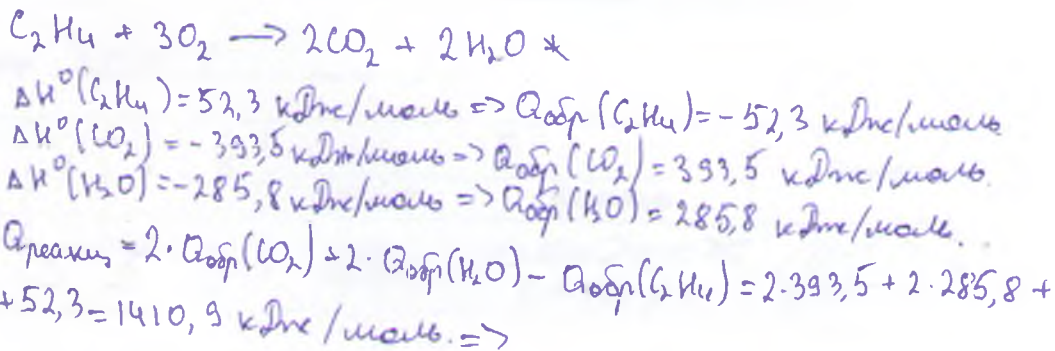 C₂H₄ + 3O₂ → 2CO₂ + 2H₂O *
ΔH⁰(C₂H₄) = 52,3 кДж/моль => Qобр(C₂H₄) = -52,3 кДж/моль
ΔH⁰(CO₂) = -393,5 кДж/моль => Qобр(CO₂) = 393,5 кДж/моль.
ΔH⁰(H₂O) = -285,8 кДж/моль => Qобр(H₂O) = 285,8 кДж/моль.
Qреакц = 2·Qобр(CO₂) + 2·Qобр(H₂O) - Qобр(C₂H₄) = 2·393,5 + 2·285,8 +
+52,3 = 1410,9 кДж/моль. =>